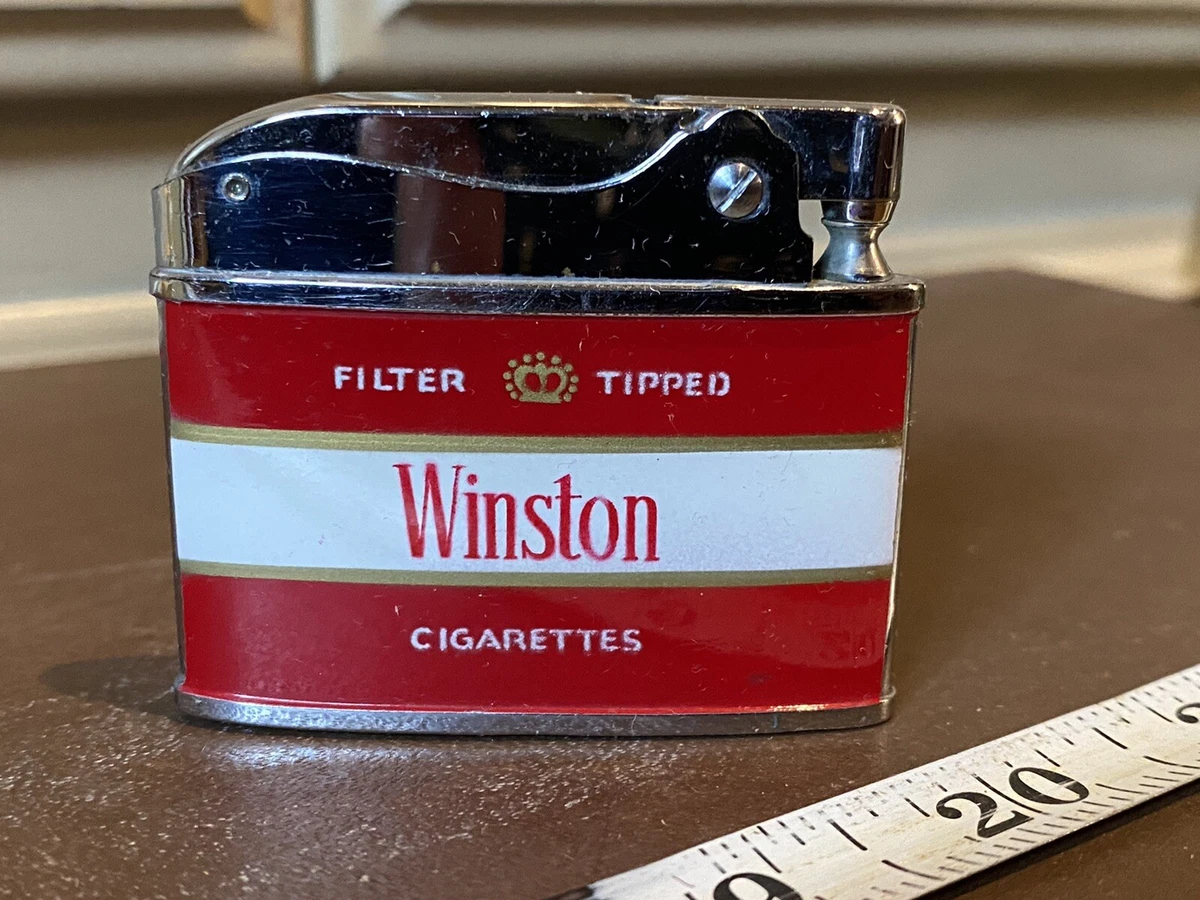 FILTER TIPPED
Winston
CIGARETTES
20